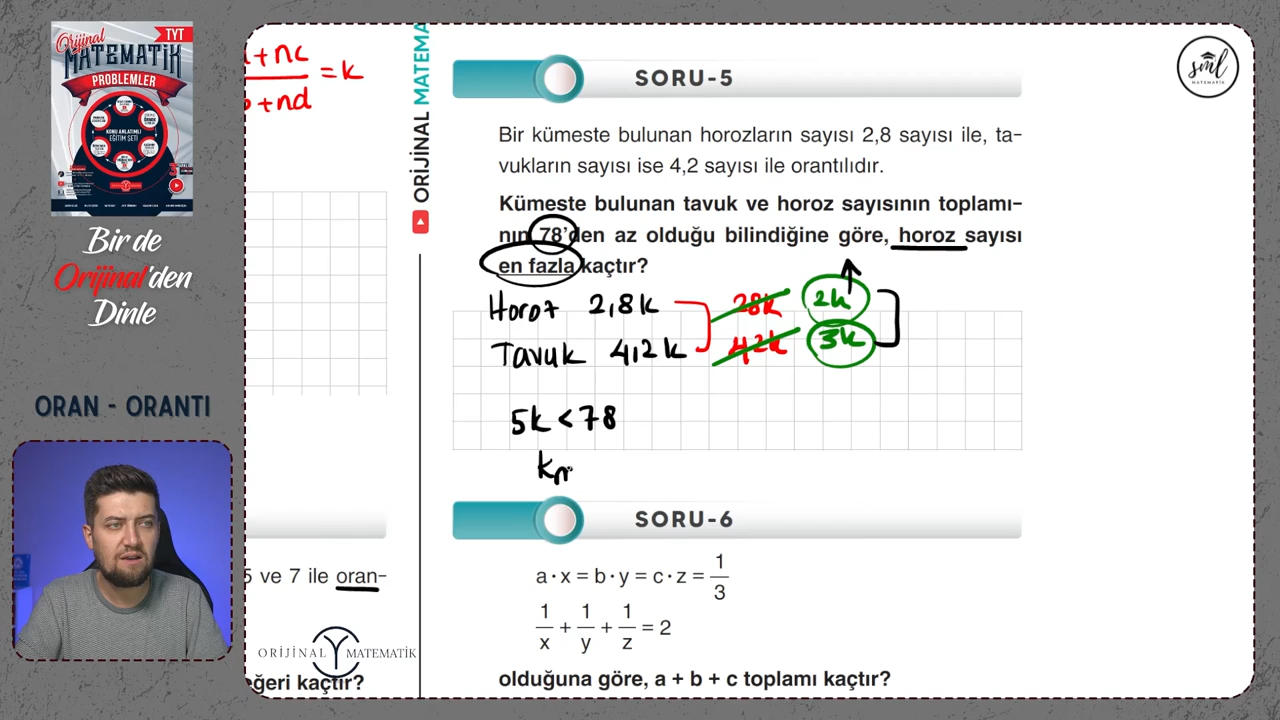 Orijinal
TYT
MATEMATİK
PROBLEMLER
KONU ANLATIMLI
EĞİTİM SETİ
Bir de
Orijinal'den
Dinle
ORAN - ORANTI
+ nc
+ nd
= k
5 ve 7 ile oran-
ORİJİNAL MATEMATİK
eğeri kaçtır?
ORİJİNAL MATEMA
SORU-5
sml
MATEMATİK
Bir kümeste bulunan horozların sayısı 2,8 sayısı ile, ta-
vukların sayısı ise 4,2 sayısı ile orantılıdır.
Kümeste bulunan tavuk ve horoz sayısının toplamı-
nın 78'den az olduğu bilindiğine göre, horoz sayısı
en fazla kaçtır?
Horoz 2,8k 28k 2k
Tavuk 4,2k 42k 3k
5k < 78
k
SORU-6
a · x = b · y = c · z = 1/3
1/x + 1/y + 1/z = 2
olduğuna göre, a + b + c toplamı kaçtır?